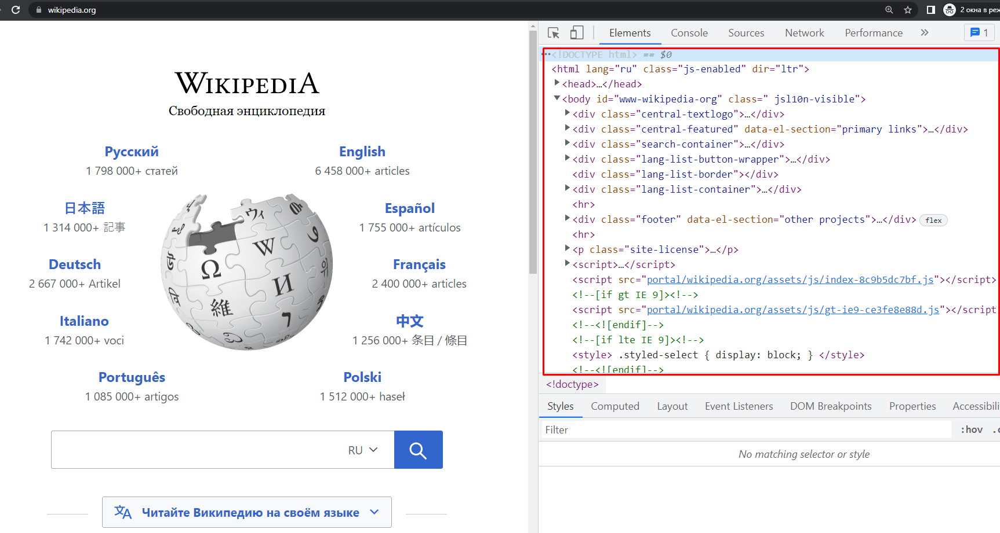 wikipedia.org
2 окна в реж
WIKIPEDIA
Свободная энциклопедия
Русский
1 798 000+ статей
English
6 458 000+ articles
日本語
1 314 000+ 記事
Español
1 755 000+ artículos
Deutsch
2 667 000+ Artikel
Français
2 400 000+ articles
Italiano
1 742 000+ voci
中文
1 256 000+ 条目 / 條目
Português
1 085 000+ artigos
Polski
1 512 000+ haseł
RU
Читайте Википедию на своём языке
Elements Console Sources Network Performance » 1
…<!DOCTYPE html> == $0
<html lang="ru" class="js-enabled" dir="ltr">
<head>…</head>
<body id="www-wikipedia-org" class=" jsl10n-visible">
<div class="central-textlogo">…</div>
<div class="central-featured" data-el-section="primary links">…</div>
<div class="search-container">…</div>
<div class="lang-list-button-wrapper">…</div>
<div class="lang-list-border"></div>
<div class="lang-list-container">…</div>
<hr>
<div class="footer" data-el-section="other projects">…</div> flex
<hr>
<p class="site-license">…</p>
<script>…</script>
<script src="portal/wikipedia.org/assets/js/index-8c9b5dc7bf.js"></script>
<!--[if gt IE 9]><!-->
<script src="portal/wikipedia.org/assets/js/gt-ie9-ce3fe8e88d.js"></script
<!--<![endif]-->
<!--[if lte IE 9]><!-->
<style> .styled-select { display: block; } </style>
<!--<![endif]-->
<!doctype>
Styles Computed Layout Event Listeners DOM Breakpoints Properties Accessibili
Filter :hov .c
No matching selector or style